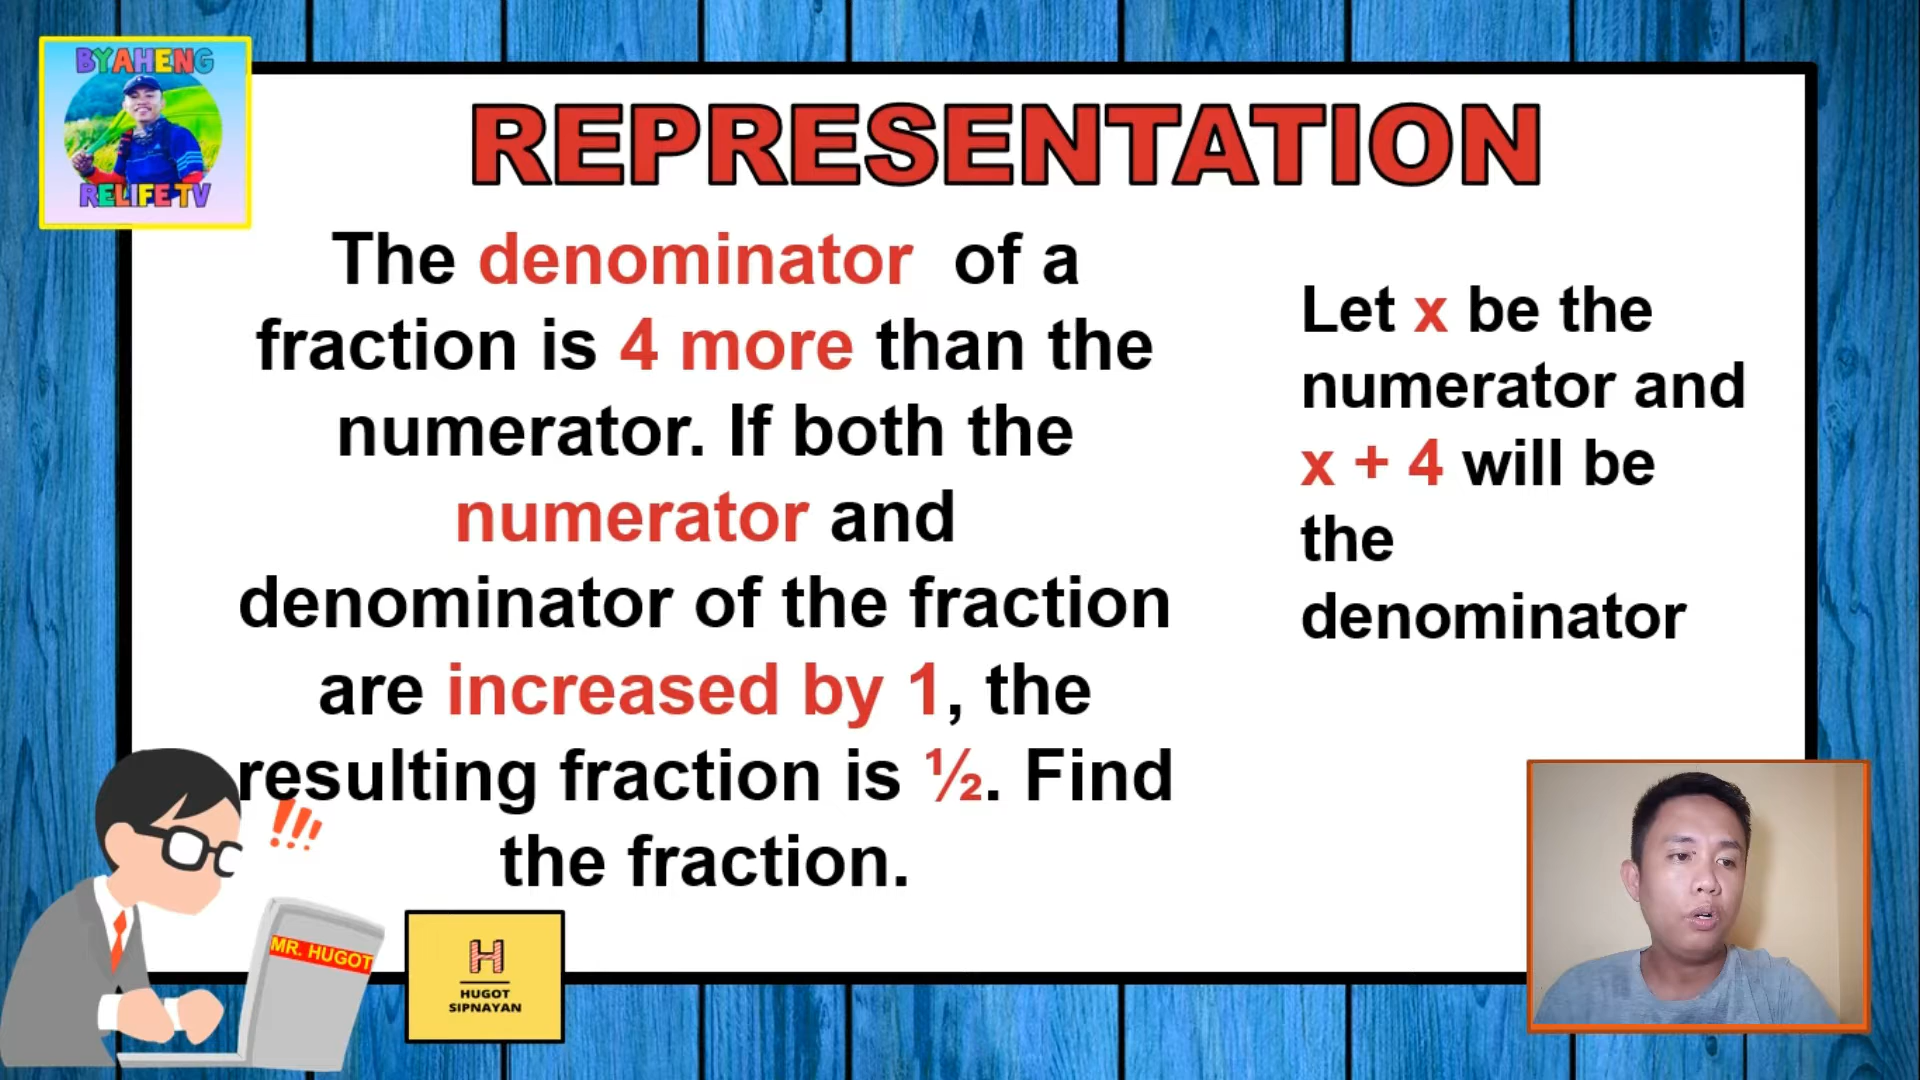 BYAHENG
RELIFE TV
REPRESENTATION
The denominator of a
fraction is 4 more than the
numerator. If both the
numerator and
denominator of the fraction
are increased by 1, the
resulting fraction is ½. Find
the fraction.
Let x be the
numerator and
x + 4 will be
the
denominator
!!!
MR. HUGOT
H
HUGOT
SIPNAYAN